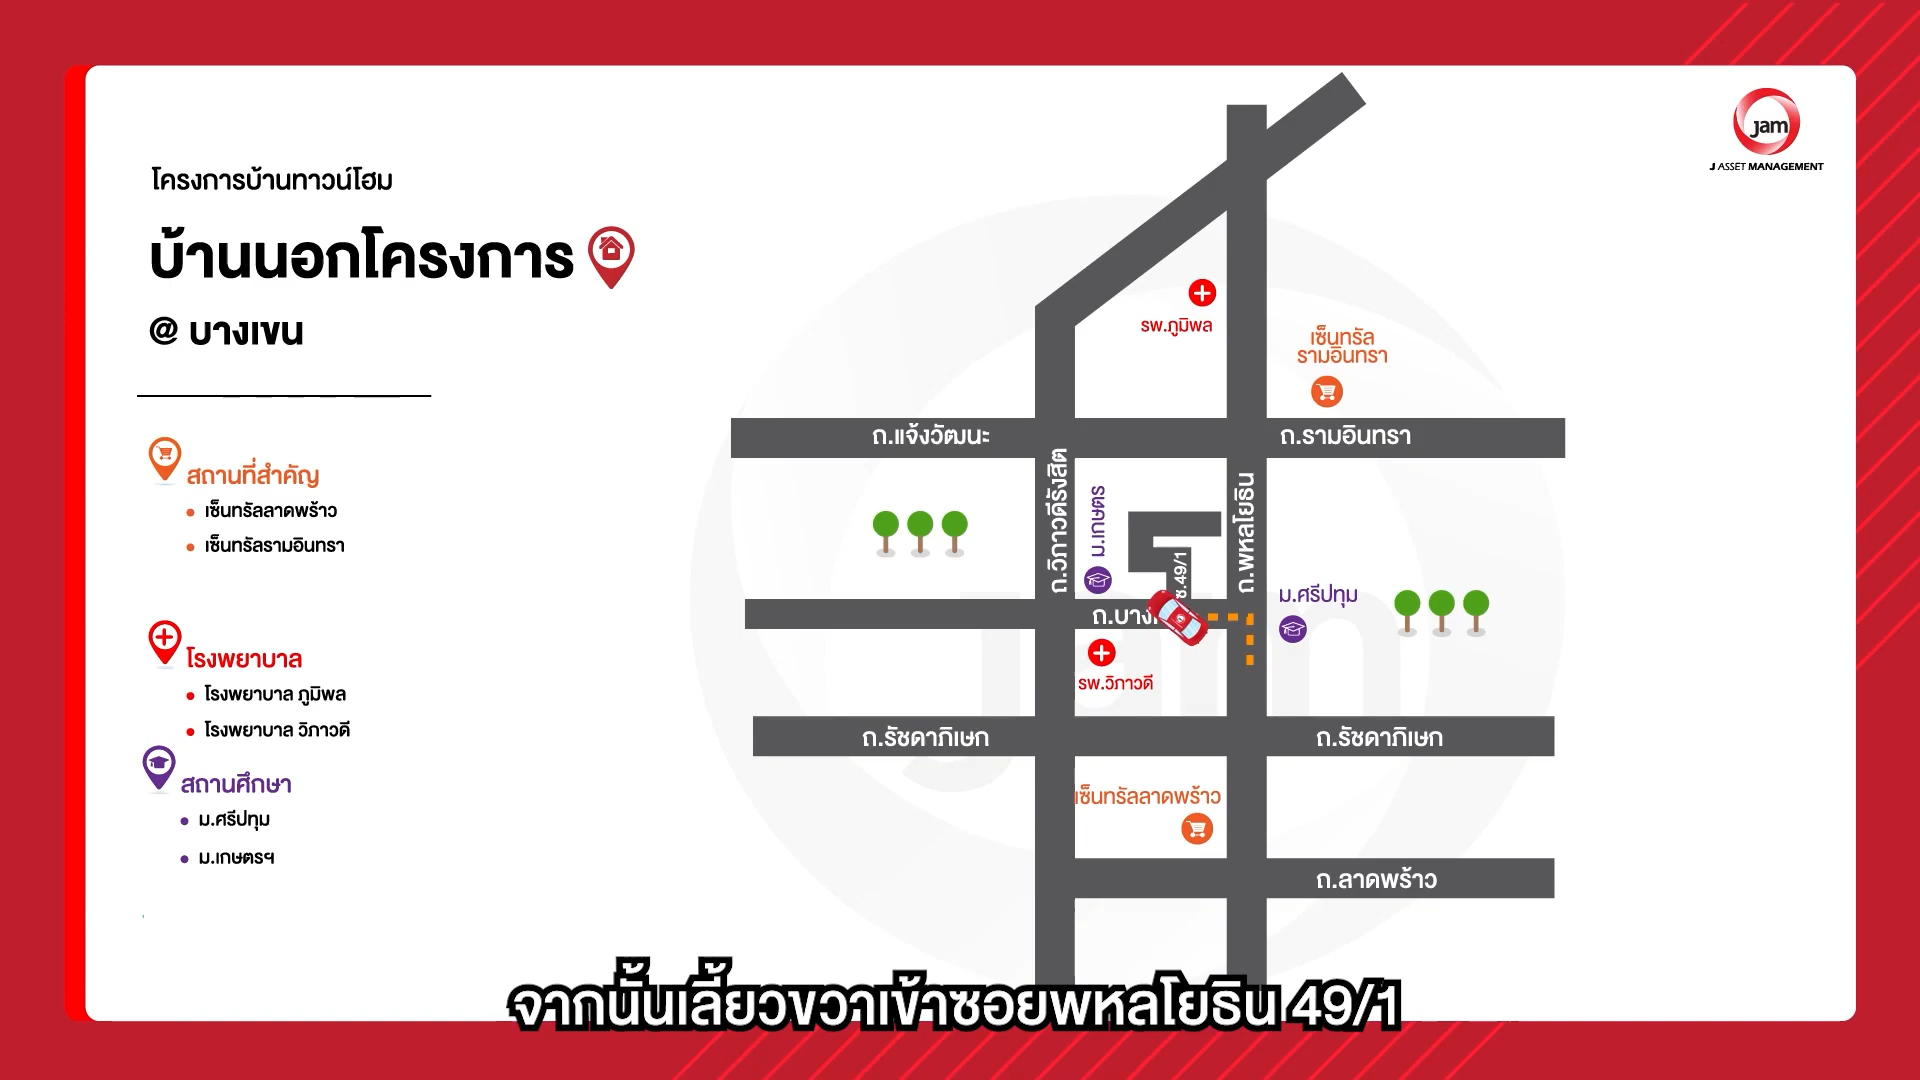 jam
J ASSET MANAGEMENT
โครงการบ้านทาวน์โฮม
บ้านนอกโครงการ
@ บางเขน
สถานที่สำคัญ
เซ็นทรัลลาดพร้าว
เซ็นทรัลรามอินทรา
โรงพยาบาล
โรงพยาบาล ภูมิพล
โรงพยาบาล วิภาวดี
สถานศึกษา
ม.ศรีปทุม
ม.เกษตรฯ
รพ.ภูมิพล
เซ็นทรัล
รามอินทรา
ถ.แจ้งวัฒนะ
ถ.รามอินทรา
ถ.วิภาวดีรังสิต
ม.เกษตร
ซ.49/1
ถ.พหลโยธิน
ม.ศรีปทุม
รพ.วิภาวดี
ถ.รัชดาภิเษก
ถ.รัชดาภิเษก
เซ็นทรัลลาดพร้าว
ถ.ลาดพร้าว
จากนั้นเลี้ยวขวาเข้าซอยพหลโยธิน 49/1